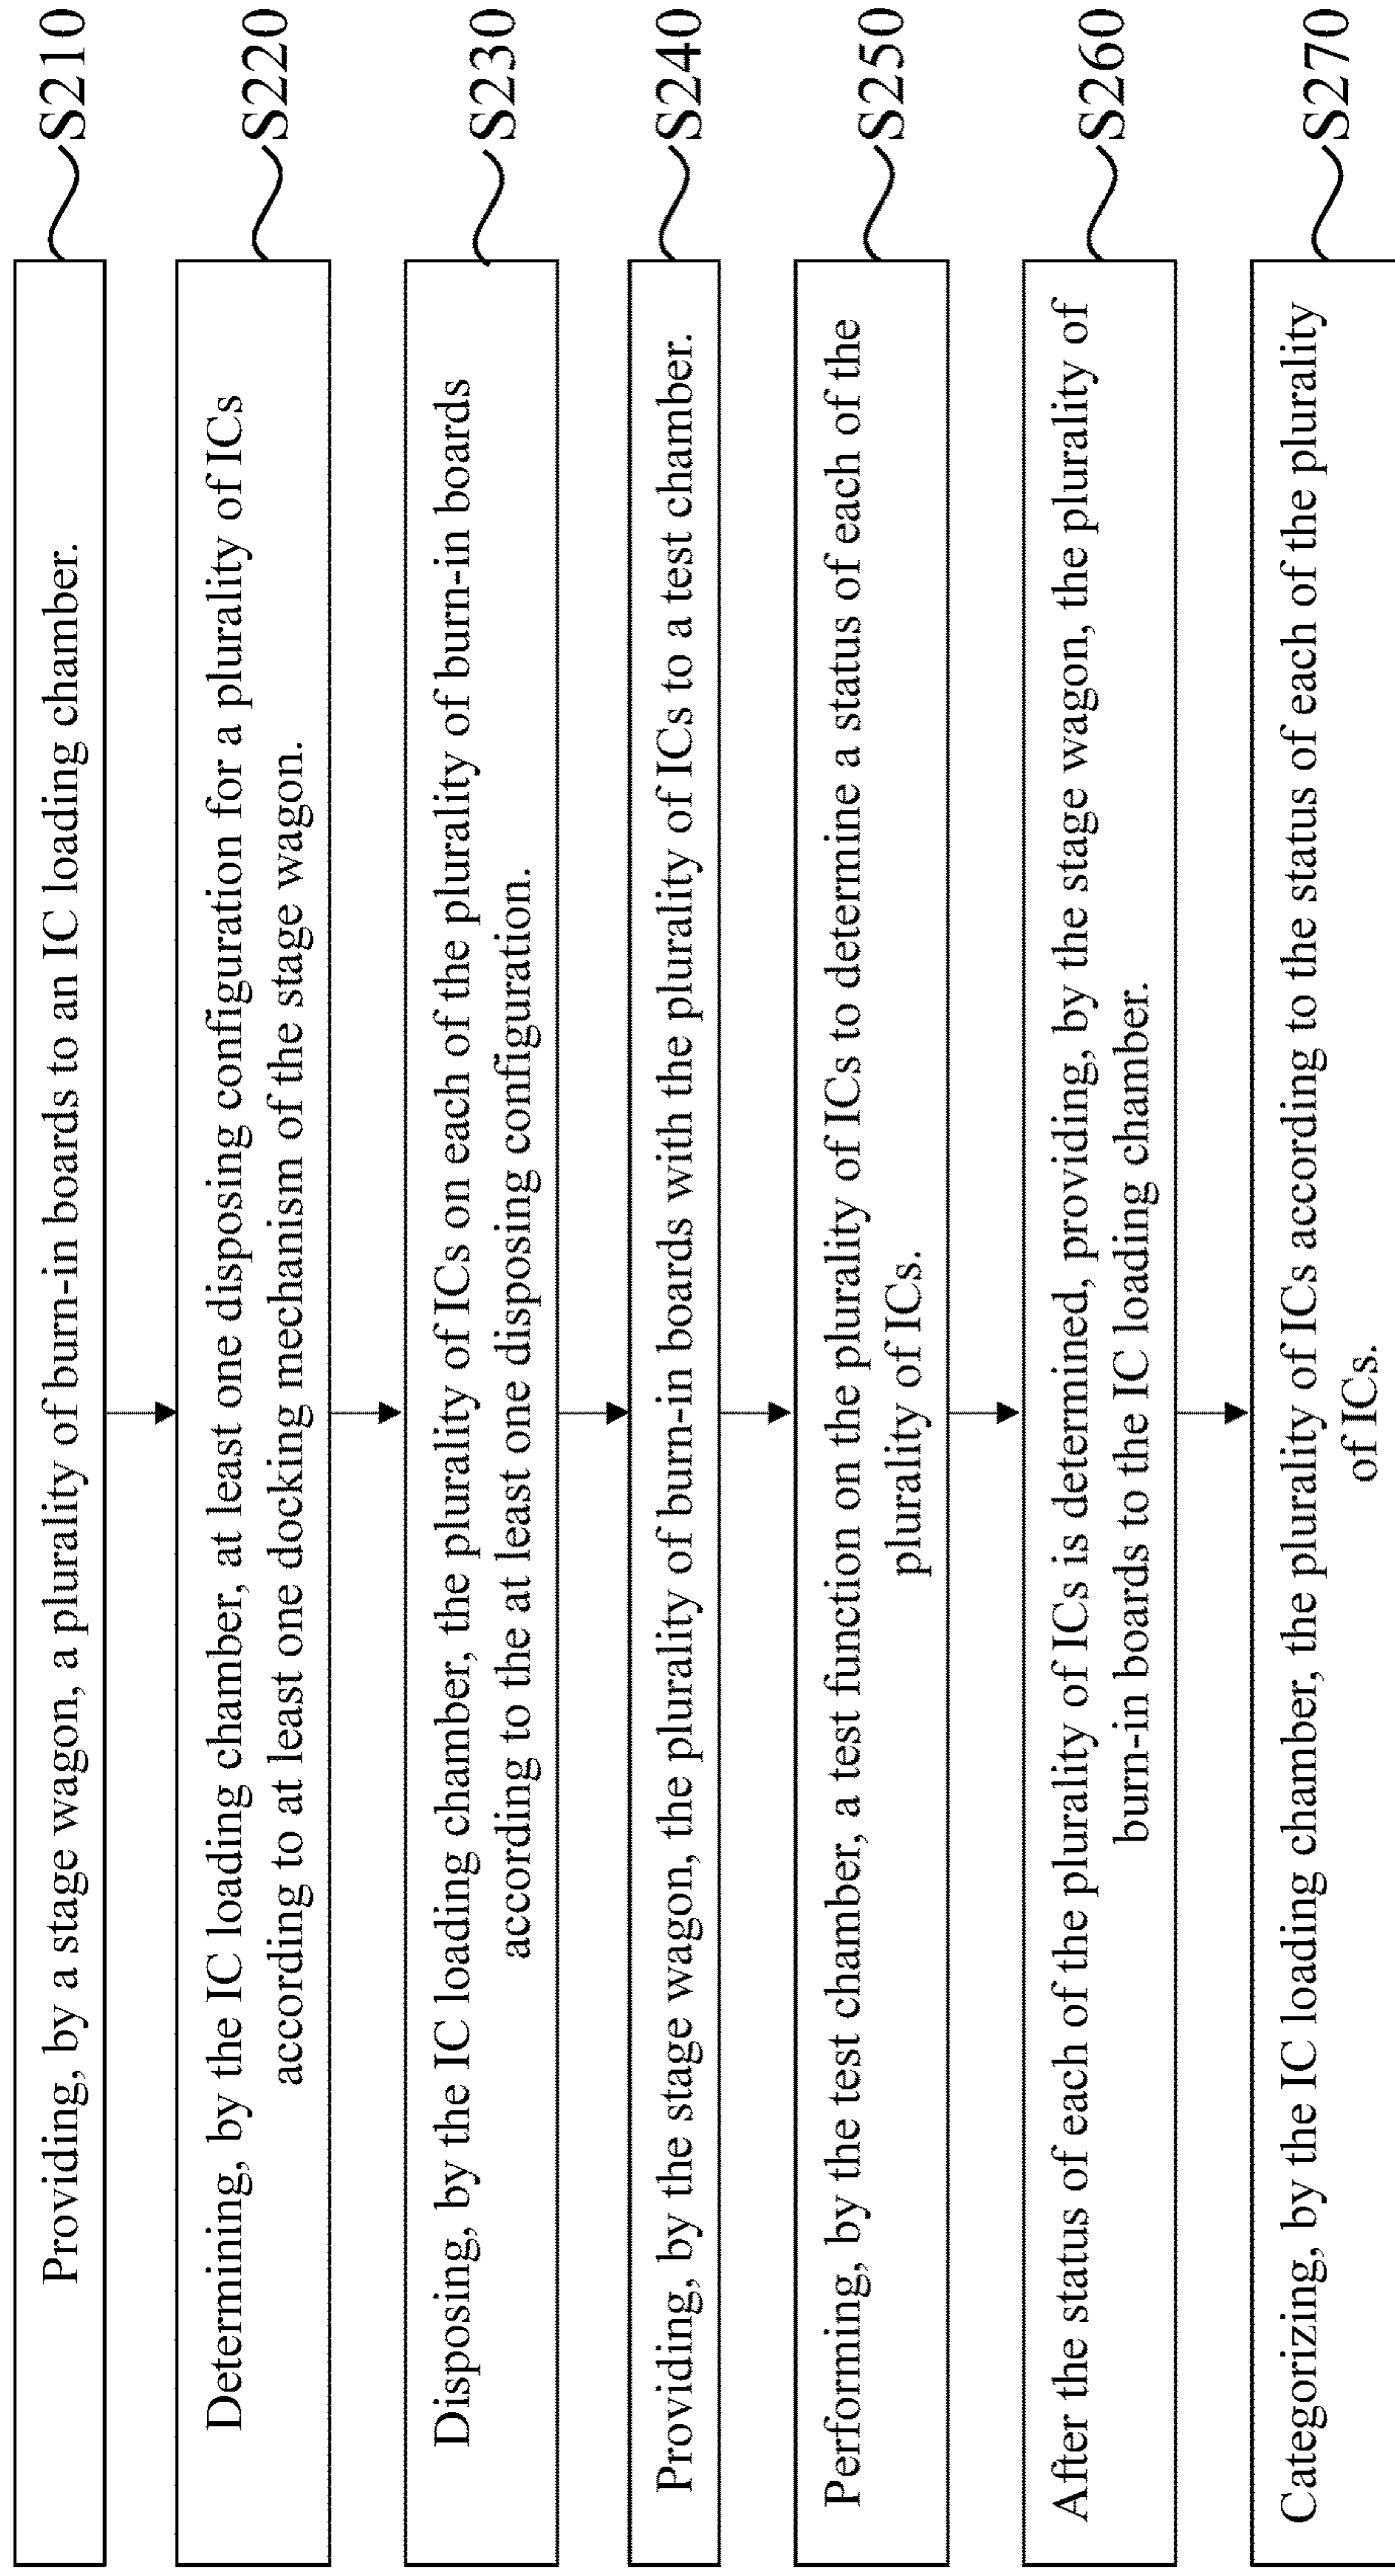 Providing, by a stage wagon, a plurality of burn-in boards to an IC loading chamber.
S210
Determining, by the IC loading chamber, at least one disposing configuration for a plurality of ICs
according to at least one docking mechanism of the stage wagon.
S220
Disposing, by the IC loading chamber, the plurality of ICs on each of the plurality of burn-in boards
according to the at least one disposing configuration.
S230
Providing, by the stage wagon, the plurality of burn-in boards with the plurality of ICs to a test chamber.
S240
Performing, by the test chamber, a test function on the plurality of ICs to determine a status of each of the
plurality of ICs.
S250
After the status of each of the plurality of ICs is determined, providing, by the stage wagon, the plurality of
burn-in boards to the IC loading chamber.
S260
Categorizing, by the IC loading chamber, the plurality of ICs according to the status of each of the plurality
of ICs.
S270